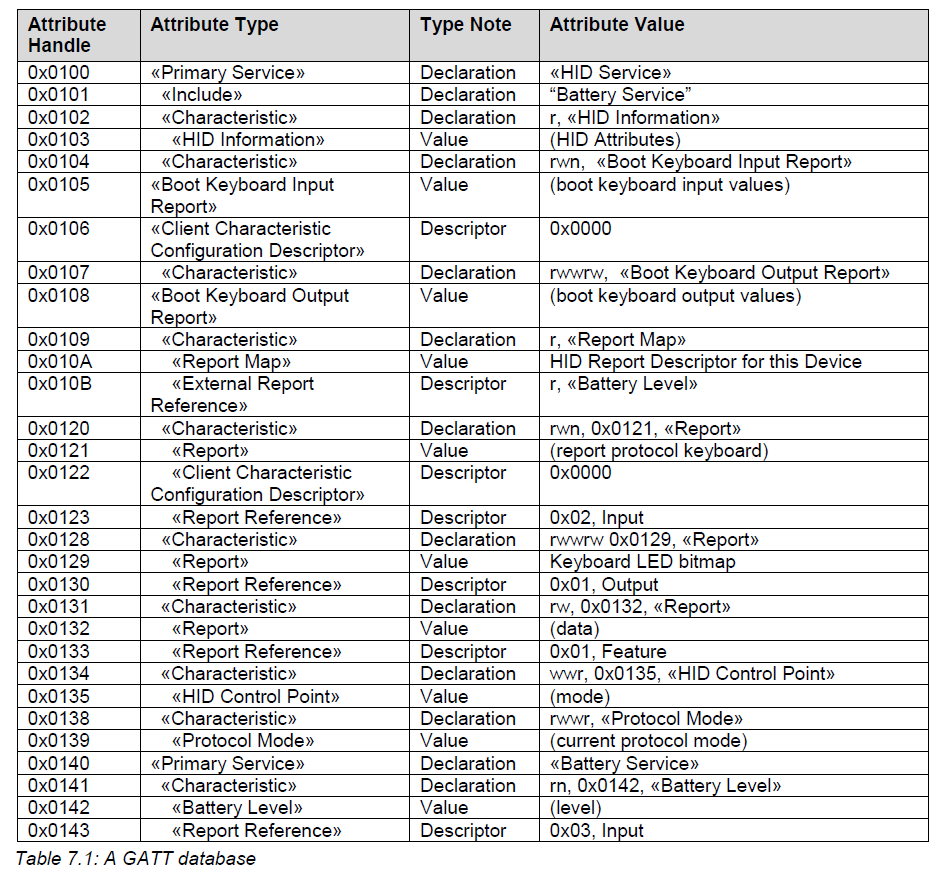 Attribute Handle Attribute Type Type Note Attribute Value
0x0100 «Primary Service» Declaration «HID Service»
0x0101 «Include» Declaration “Battery Service”
0x0102 «Characteristic» Declaration r, «HID Information»
0x0103 «HID Information» Value (HID Attributes)
0x0104 «Characteristic» Declaration rwn, «Boot Keyboard Input Report»
0x0105 «Boot Keyboard Input Report» Value (boot keyboard input values)
0x0106 «Client Characteristic Configuration Descriptor» Descriptor 0x0000
0x0107 «Characteristic» Declaration rwwrw, «Boot Keyboard Output Report»
0x0108 «Boot Keyboard Output Report» Value (boot keyboard output values)
0x0109 «Characteristic» Declaration r, «Report Map»
0x010A «Report Map» Value HID Report Descriptor for this Device
0x010B «External Report Reference» Descriptor r, «Battery Level»
0x0120 «Characteristic» Declaration rwn, 0x0121, «Report»
0x0121 «Report» Value (report protocol keyboard)
0x0122 «Client Characteristic Configuration Descriptor» Descriptor 0x0000
0x0123 «Report Reference» Descriptor 0x02, Input
0x0128 «Characteristic» Declaration rwwrw 0x0129, «Report»
0x0129 «Report» Value Keyboard LED bitmap
0x0130 «Report Reference» Descriptor 0x01, Output
0x0131 «Characteristic» Declaration rw, 0x0132, «Report»
0x0132 «Report» Value (data)
0x0133 «Report Reference» Descriptor 0x01, Feature
0x0134 «Characteristic» Declaration wwr, 0x0135, «HID Control Point»
0x0135 «HID Control Point» Value (mode)
0x0138 «Characteristic» Declaration rwwr, «Protocol Mode»
0x0139 «Protocol Mode» Value (current protocol mode)
0x0140 «Primary Service» Declaration «Battery Service»
0x0141 «Characteristic» Declaration rn, 0x0142, «Battery Level»
0x0142 «Battery Level» Value (level)
0x0143 «Report Reference» Descriptor 0x03, Input
Table 7.1: A GATT database